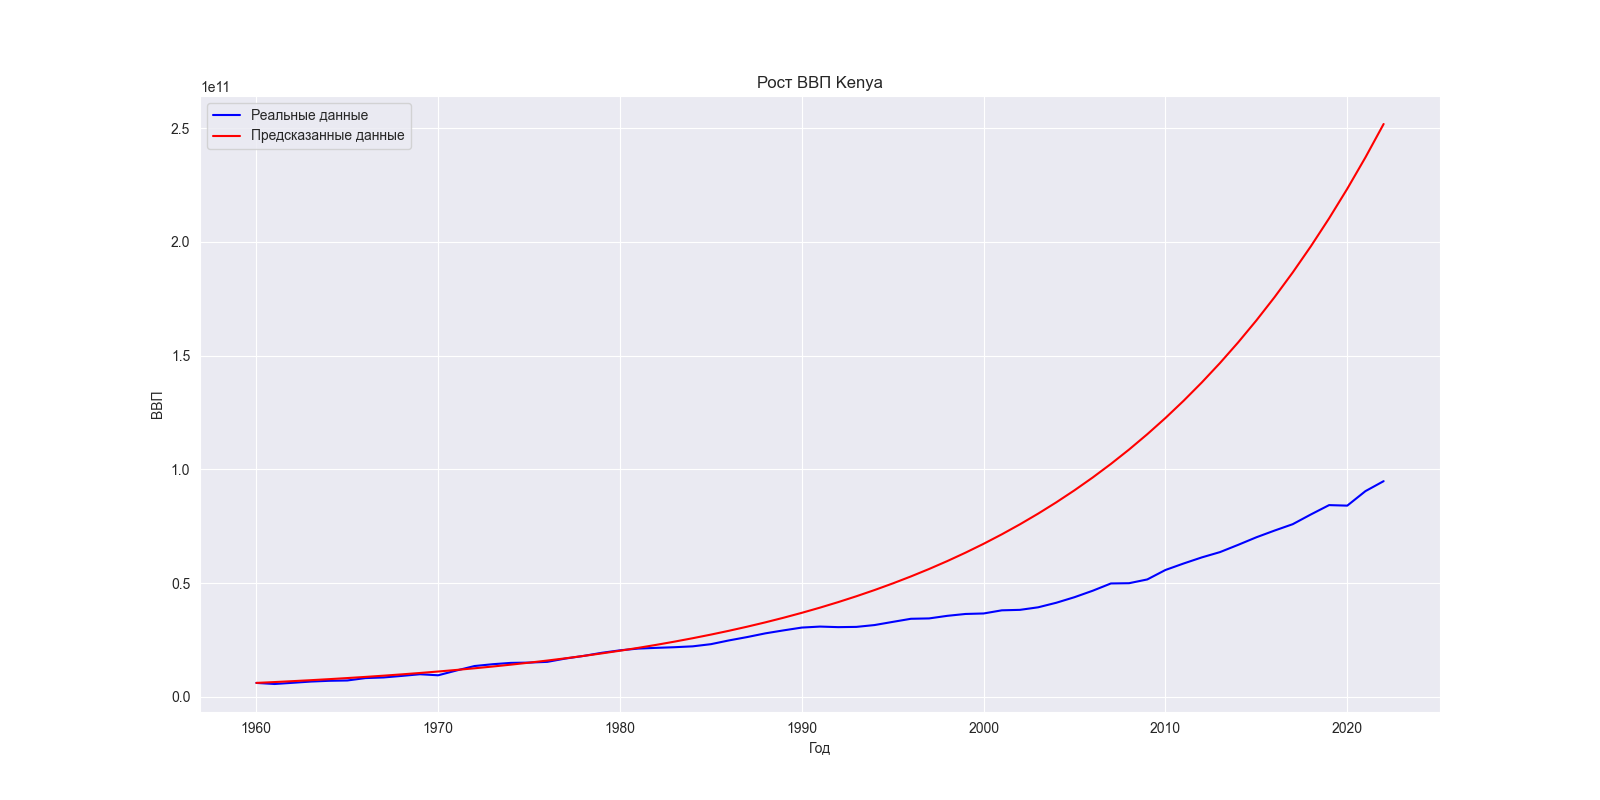 Рост ВВП Kenya
1e11
Реальные данные
Предсказанные данные
2.5
2.0
1.5
1.0
0.5
0.0
ВВП
1960 1970 1980 1990 2000 2010 2020
Год